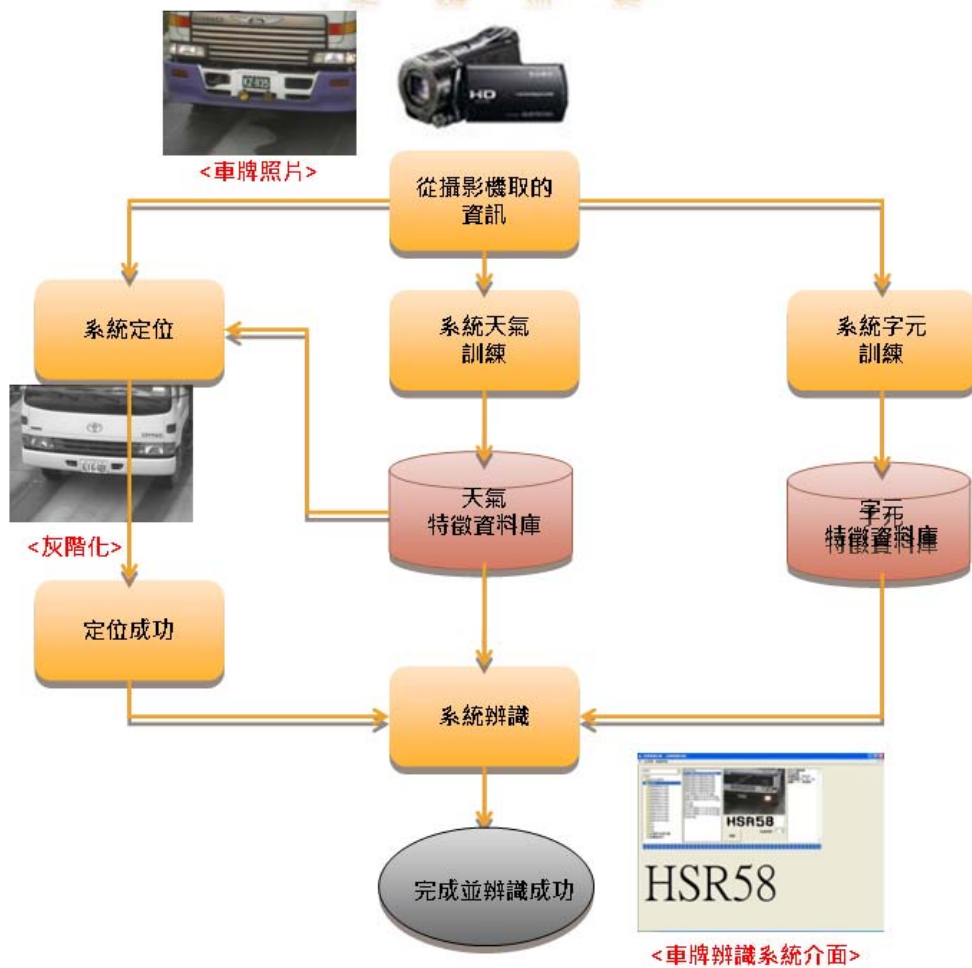 HD
<車牌照片>
從攝影機取的
資訊
系統定位
系統天氣
訓練
系統字元
訓練
天氣
特徵資料庫
字元
特徵資料庫
<灰階化>
定位成功
系統辨識
HSR58
HSR58
完成並辨識成功
<車牌辨識系統介面>